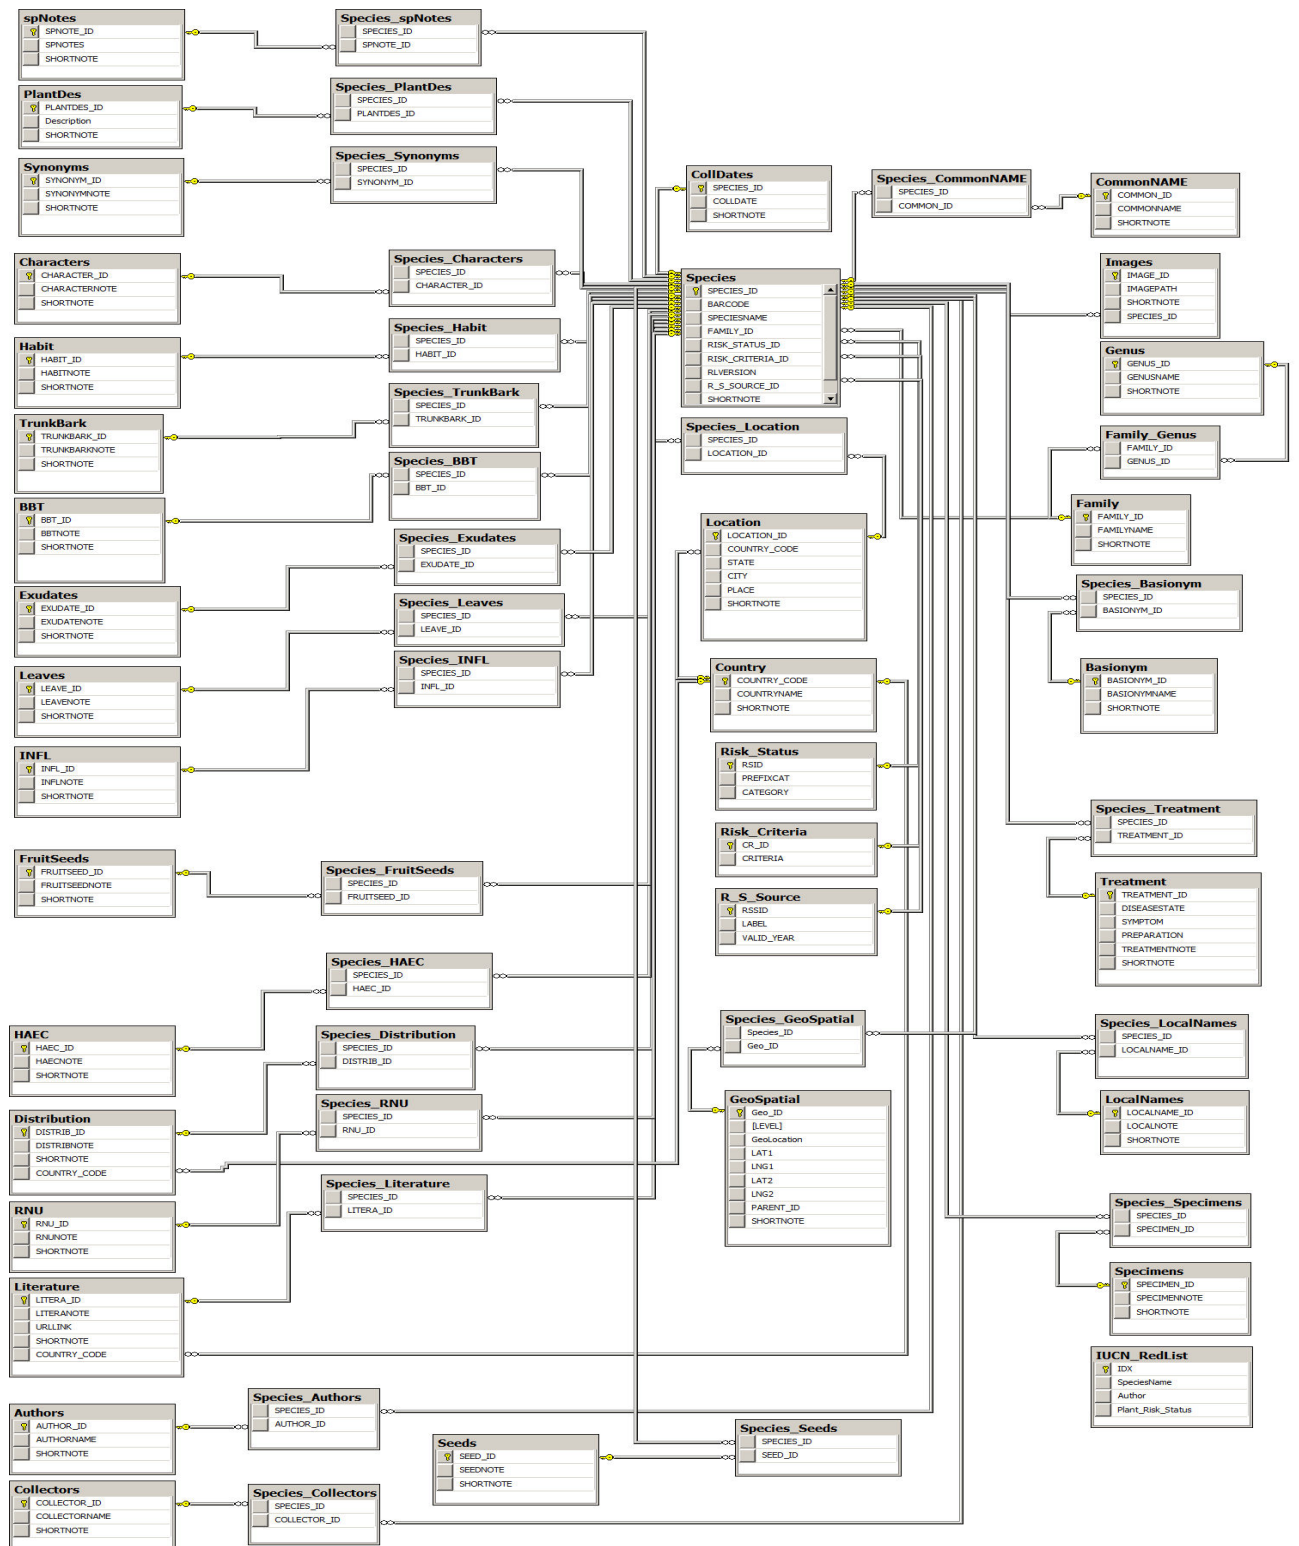 spNotes
SPNOTE_ID
SPNOTES
SHORTNOTE
Species_spNotes
SPECIES_ID
SPNOTE_ID
PlantDes
PLANTDES_ID
Description
SHORTNOTE
Species_PlantDes
SPECIES_ID
PLANTDES_ID
Synonyms
SYNONYM_ID
SYNONYMNOTE
SHORTNOTE
Species_Synonyms
SPECIES_ID
SYNONYM_ID
CollDates
SPECIES_ID
COLLDATE
SHORTNOTE
Species_CommonNAME
SPECIES_ID
COMMON_ID
CommonNAME
COMMON_ID
COMMONNAME
SHORTNOTE
Characters
CHARACTER_ID
CHARACTERNOTE
SHORTNOTE
Species_Characters
SPECIES_ID
CHARACTER_ID
Species
SPECIES_ID
BARCODE
SPECIESNAME
FAMILY_ID
RISK_STATUS_ID
RISK_CRITERIA_ID
RLVERSION
R_S_SOURCE_ID
SHORTNOTE
Images
IMAGE_ID
IMAGEPATH
SHORTNOTE
SPECIES_ID
Habit
HABIT_ID
HABITNOTE
SHORTNOTE
Species_Habit
SPECIES_ID
HABIT_ID
Genus
GENUS_ID
GENUSNAME
SHORTNOTE
TrunkBark
TRUNKBARK_ID
TRUNKBARKNOTE
SHORTNOTE
Species_TrunkBark
SPECIES_ID
TRUNKBARK_ID
Species_Location
SPECIES_ID
LOCATION_ID
Family_Genus
FAMILY_ID
GENUS_ID
BBT
BBT_ID
BBTNOTE
SHORTNOTE
Species_BBT
SPECIES_ID
BBT_ID
Family
FAMILY_ID
FAMILYNAME
SHORTNOTE
Location
LOCATION_ID
COUNTRY_CODE
STATE
CITY
PLACE
SHORTNOTE
Exudates
EXUDATE_ID
EXUDATENOTE
SHORTNOTE
Species_Exudates
SPECIES_ID
EXUDATE_ID
Species_Basionym
SPECIES_ID
BASIONYM_ID
Leaves
LEAVE_ID
LEAVENOTE
SHORTNOTE
Species_Leaves
SPECIES_ID
LEAVE_ID
Country
COUNTRY_CODE
COUNTRYNAME
SHORTNOTE
Basionym
BASIONYM_ID
BASIONYMNAME
SHORTNOTE
INFL
INFL_ID
INFLNOTE
SHORTNOTE
Species_INFL
SPECIES_ID
INFL_ID
Risk_Status
RSID
PREFIXCAT
CATEGORY
Species_Treatment
SPECIES_ID
TREATMENT_ID
Risk_Criteria
CR_ID
CRITERIA
FruitSeeds
FRUITSEED_ID
FRUITSEEDNOTE
SHORTNOTE
Species_FruitSeeds
SPECIES_ID
FRUITSEED_ID
R_S_Source
RSSID
LABEL
VALID_YEAR
Treatment
TREATMENT_ID
DISEASESTATE
SYMPTOM
PREPARATION
TREATMENTNOTE
SHORTNOTE
Species_HAEC
SPECIES_ID
HAEC_ID
HAEC
HAEC_ID
HAECNOTE
SHORTNOTE
Species_Distribution
SPECIES_ID
DISTRIB_ID
Species_GeoSpatial
Species_ID
Geo_ID
Species_LocalNames
SPECIES_ID
LOCALNAME_ID
Distribution
DISTRIB_ID
DISTRIBNOTE
SHORTNOTE
COUNTRY_CODE
Species_RNU
SPECIES_ID
RNU_ID
GeoSpatial
Geo_ID
[LEVEL]
GeoLocation
LAT1
LNG1
LAT2
LNG2
PARENT_ID
SHORTNOTE
LocalNames
LOCALNAME_ID
LOCALNOTE
SHORTNOTE
RNU
RNU_ID
RNUNOTE
SHORTNOTE
Species_Literature
SPECIES_ID
LITERA_ID
Species_Specimens
SPECIES_ID
SPECIMEN_ID
Literature
LITERA_ID
LITERANOTE
URLLINK
SHORTNOTE
COUNTRY_CODE
Specimens
SPECIMEN_ID
SPECIMENNOTE
SHORTNOTE
IUCN_RedList
IDX
SpeciesName
Author
Plant_Risk_Status
Authors
AUTHOR_ID
AUTHORNAME
SHORTNOTE
Species_Authors
SPECIES_ID
AUTHOR_ID
Seeds
SEED_ID
SEEDNOTE
SHORTNOTE
Species_Seeds
SPECIES_ID
SEED_ID
Collectors
COLLECTOR_ID
COLLECTORNAME
SHORTNOTE
Species_Collectors
SPECIES_ID
COLLECTOR_ID